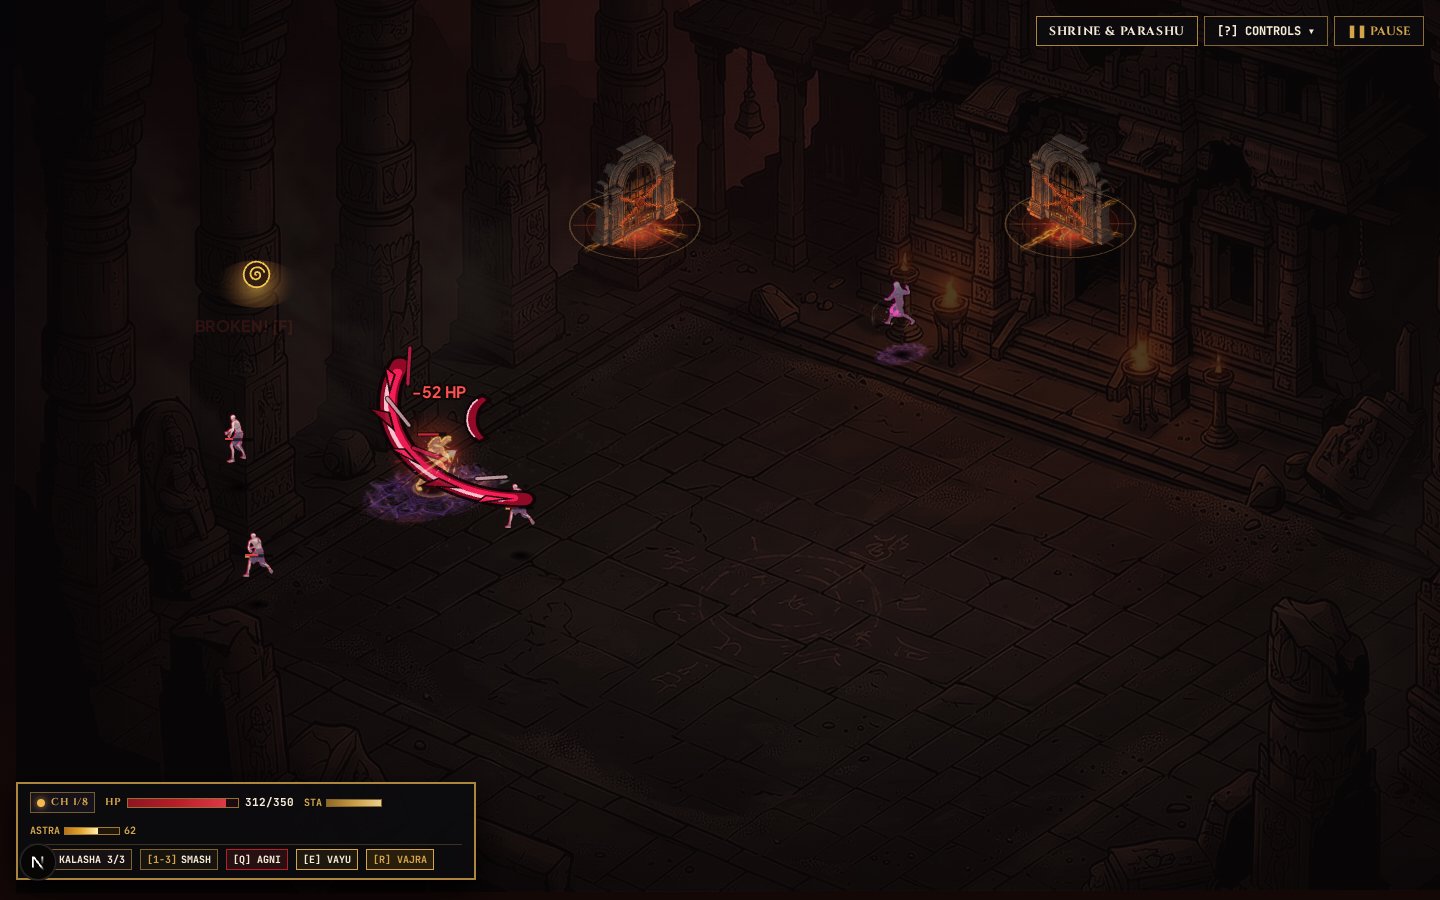 SHRINE & PARASHU
[?] CONTROLS ▾
❚❚ PAUSE
BROKEN! [F]
-52 HP
CH 1/8 HP 312/350 STA
ASTRA 62
N KALASHA 3/3 [1-3] SMASH [Q] AGNI [E] VAYU [R] VAJRA